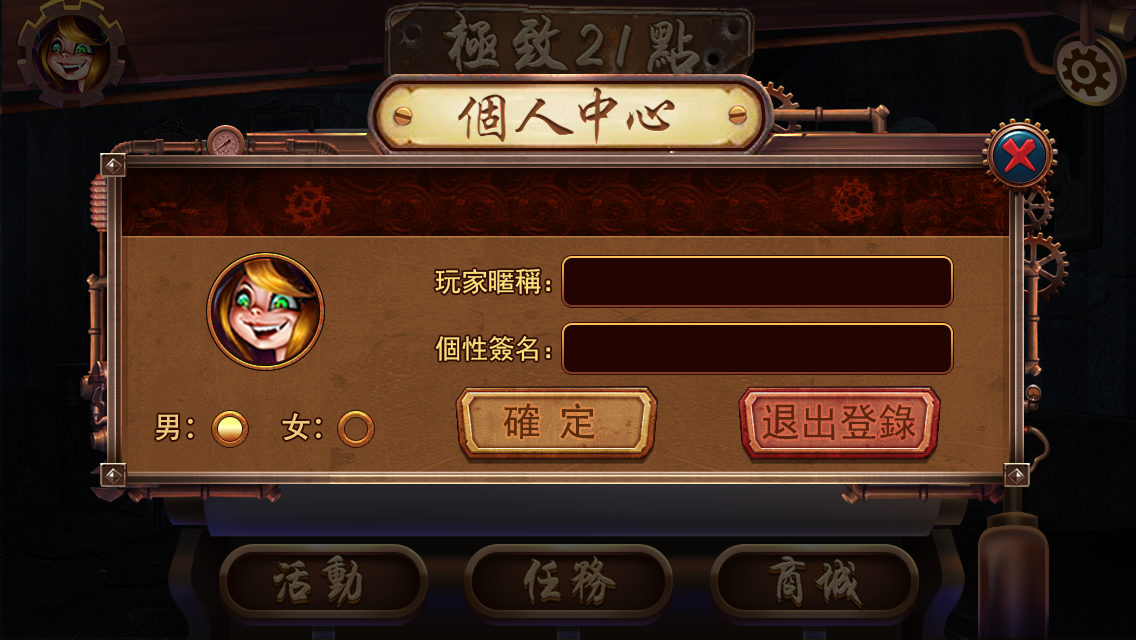 極致21點
個人中心
玩家暱稱:
個性簽名:
男: 女:
確定
退出登錄
活動
任務
商城